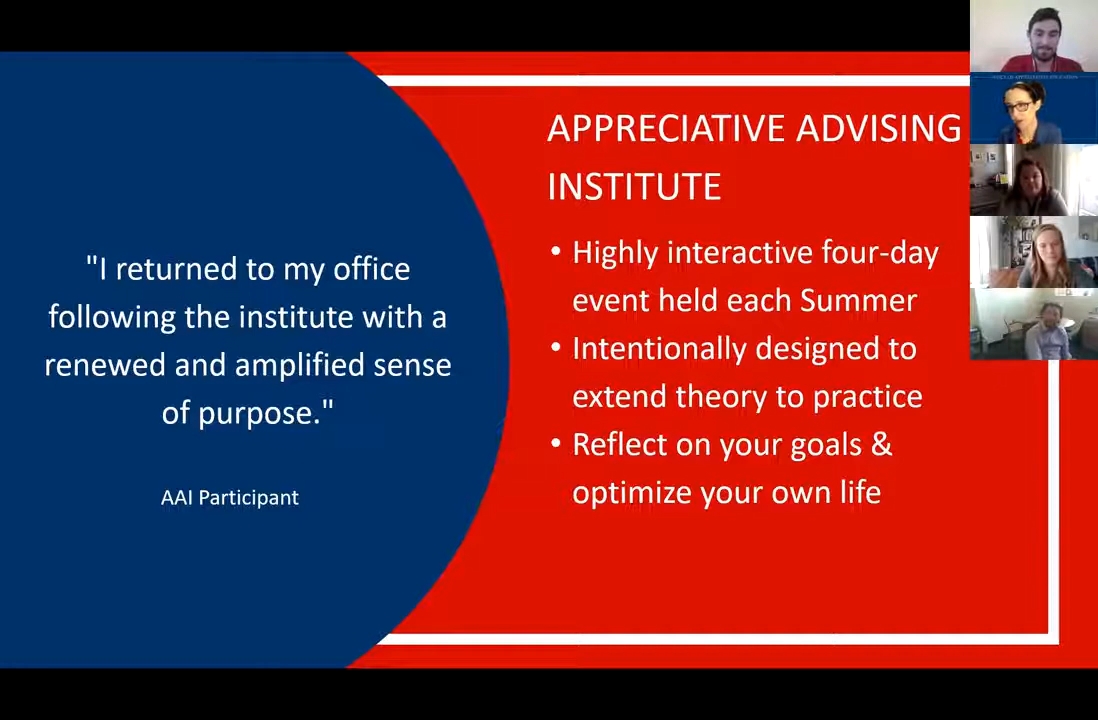 "I returned to my office
following the institute with a
renewed and amplified sense
of purpose."
AAI Participant
APPRECIATIVE ADVISING
INSTITUTE
• Highly interactive four-day
event held each Summer
• Intentionally designed to
extend theory to practice
• Reflect on your goals &
optimize your own life